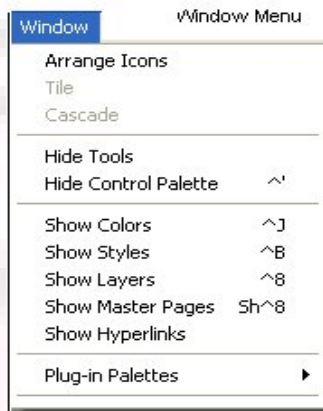 Window Menu
Window
Arrange Icons
Tile
Cascade
Hide Tools
Hide Control Palette ^'
Show Colors ^J
Show Styles ^B
Show Layers ^8
Show Master Pages Sh^8
Show Hyperlinks
Plug-in Palettes